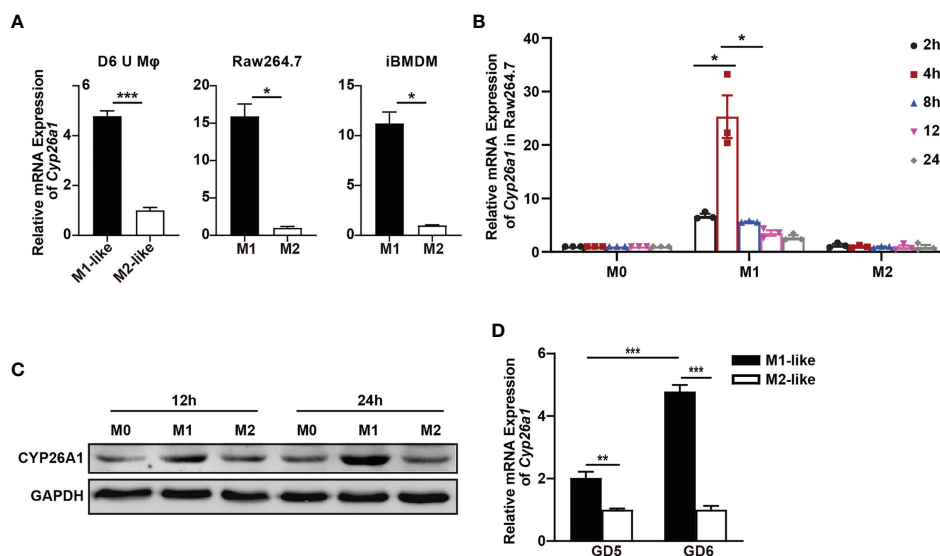 A
D6 U Mφ
Raw264.7
iBMDM
Relative mRNA Expression
of Cyp26a1
6
4
2
0
***
M1-like
M2-like
20
15
10
5
0
*
M1
M2
15
10
5
0
*
M1
M2
B
Relative mRNA Expression
of Cyp26a1 in Raw264.7
40
30
20
10
0
*
*
M0
M1
M2
2h
4h
8h
12
24
C
12h
24h
M0
M1
M2
M0
M1
M2
CYP26A1
GAPDH
D
Relative mRNA Expression
of Cyp26a1
6
4
2
0
***
***
**
M1-like
M2-like
GD5
GD6